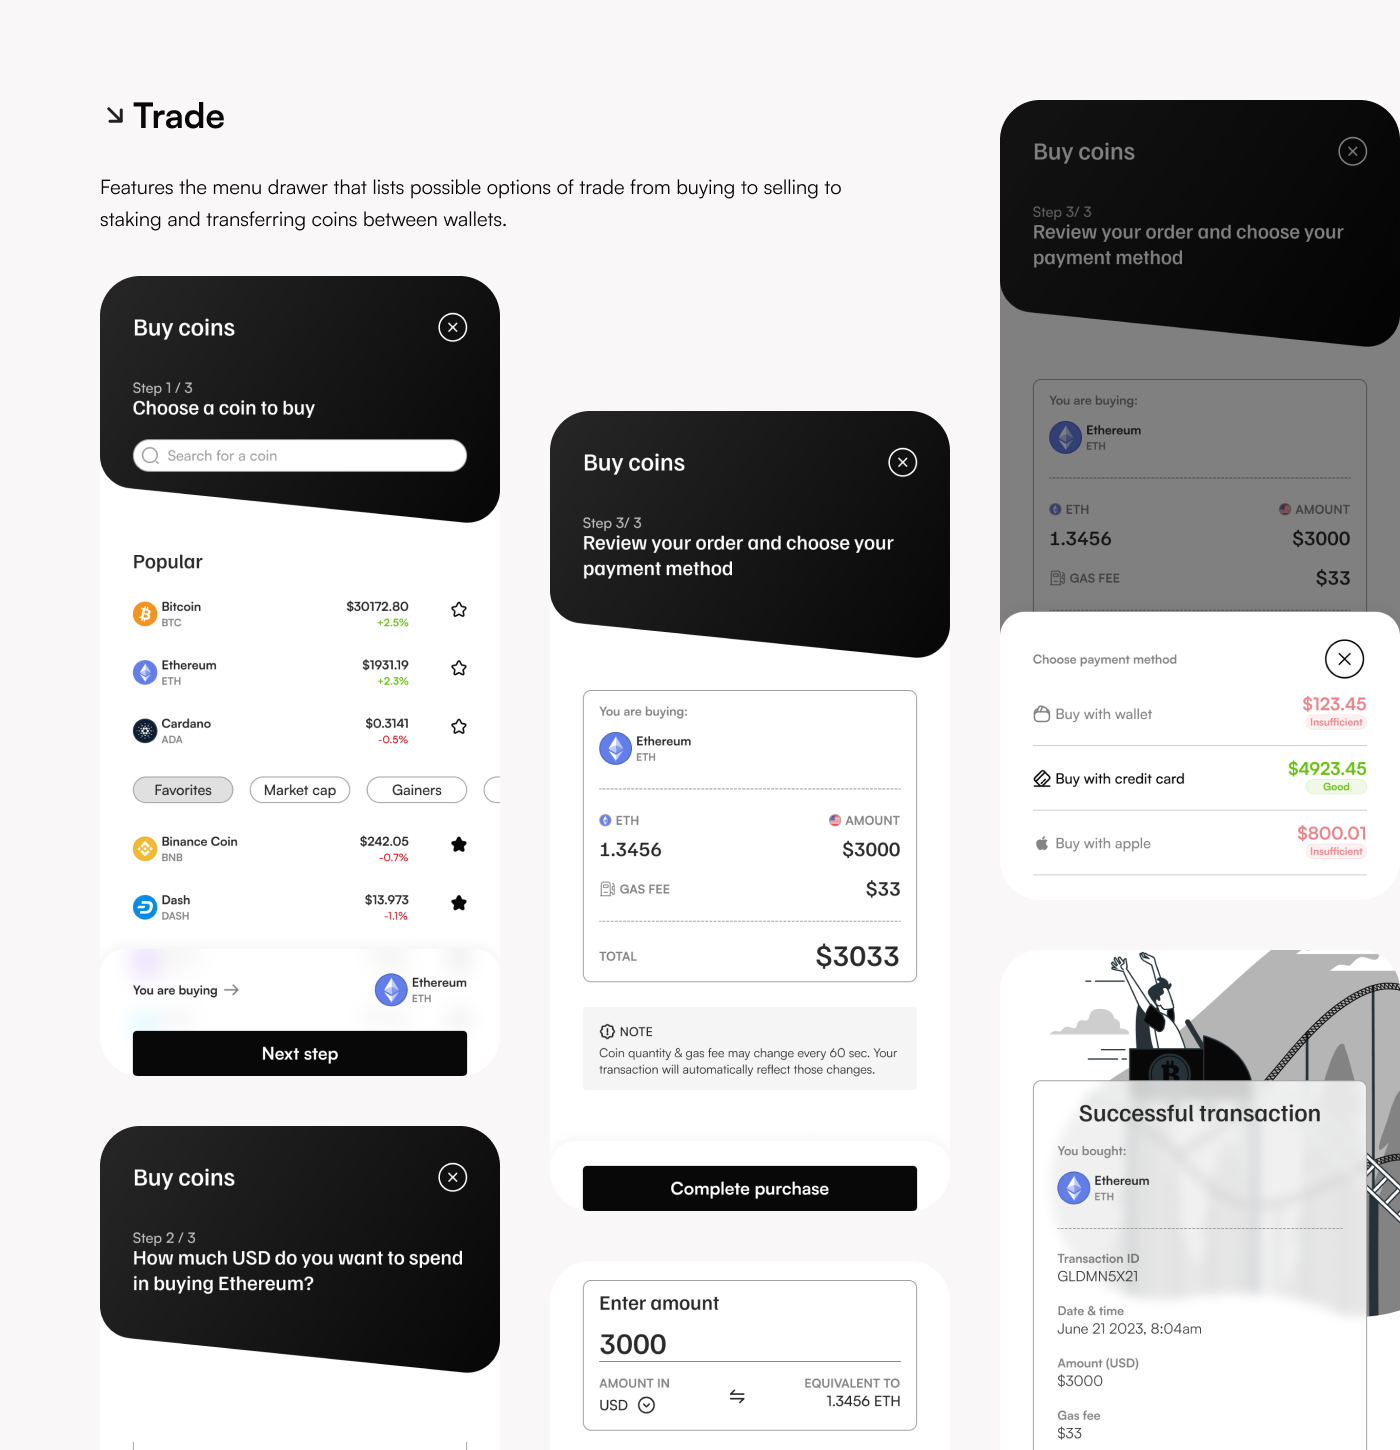 Trade
Features the menu drawer that lists possible options of trade from buying to selling to
staking and transferring coins between wallets.
Buy coins
Step 1 / 3
Choose a coin to buy
Search for a coin
Popular
Bitcoin $30172.80
BTC +2.5%
Ethereum $1931.19
ETH +2.3%
Cardano $0.3141
ADA -0.5%
Favorites Market cap Gainers
Binance Coin $242.05
BNB -0.7%
Dash $13.973
DASH -1.1%
You are buying Ethereum
ETH
Next step
Buy coins
Step 2 / 3
How much USD do you want to spend
in buying Ethereum?
Buy coins
Step 3/ 3
Review your order and choose your
payment method
You are buying:
Ethereum
ETH
ETH AMOUNT
1.3456 $3000
GAS FEE $33
TOTAL $3033
NOTE
Coin quantity & gas fee may change every 60 sec. Your
transaction will automatically reflect those changes.
Complete purchase
Enter amount
3000
AMOUNT IN EQUIVALENT TO
USD 1.3456 ETH
Buy coins
Step 3/ 3
Review your order and choose your
payment method
You are buying:
Ethereum
ETH
ETH AMOUNT
1.3456 $3000
GAS FEE $33
Choose payment method
Buy with wallet $123.45
Insufficient
Buy with credit card $4923.45
Good
Buy with apple $800.01
Insufficient
Successful transaction
You bought:
Ethereum
ETH
Transaction ID
GLDMN5X21
Date & time
June 21 2023, 8:04am
Amount (USD)
$3000
Gas fee
$33